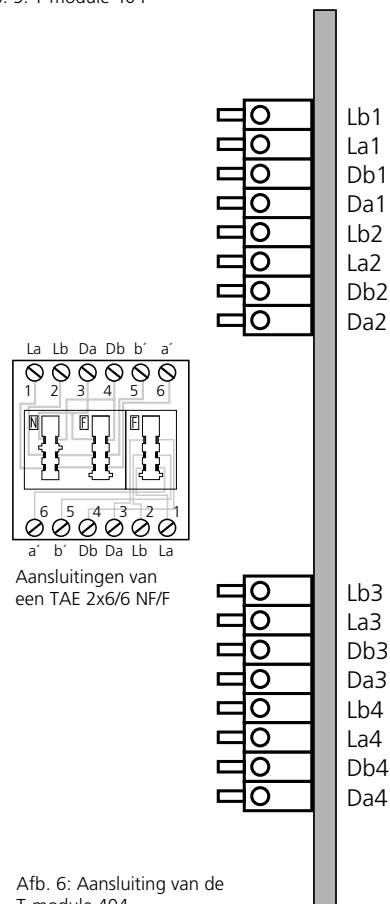 Lb1
La1
Db1
Da1
Lb2
La2
Db2
Da2
La Lb Da Db b´ a´
1 2 3 4 5 6
N F F
6 5 4 3 2 1
a´ b´ Db Da Lb La
Aansluitingen van
een TAE 2x6/6 NF/F
Lb3
La3
Db3
Da3
Lb4
La4
Db4
Da4
Afb. 6: Aansluiting van de